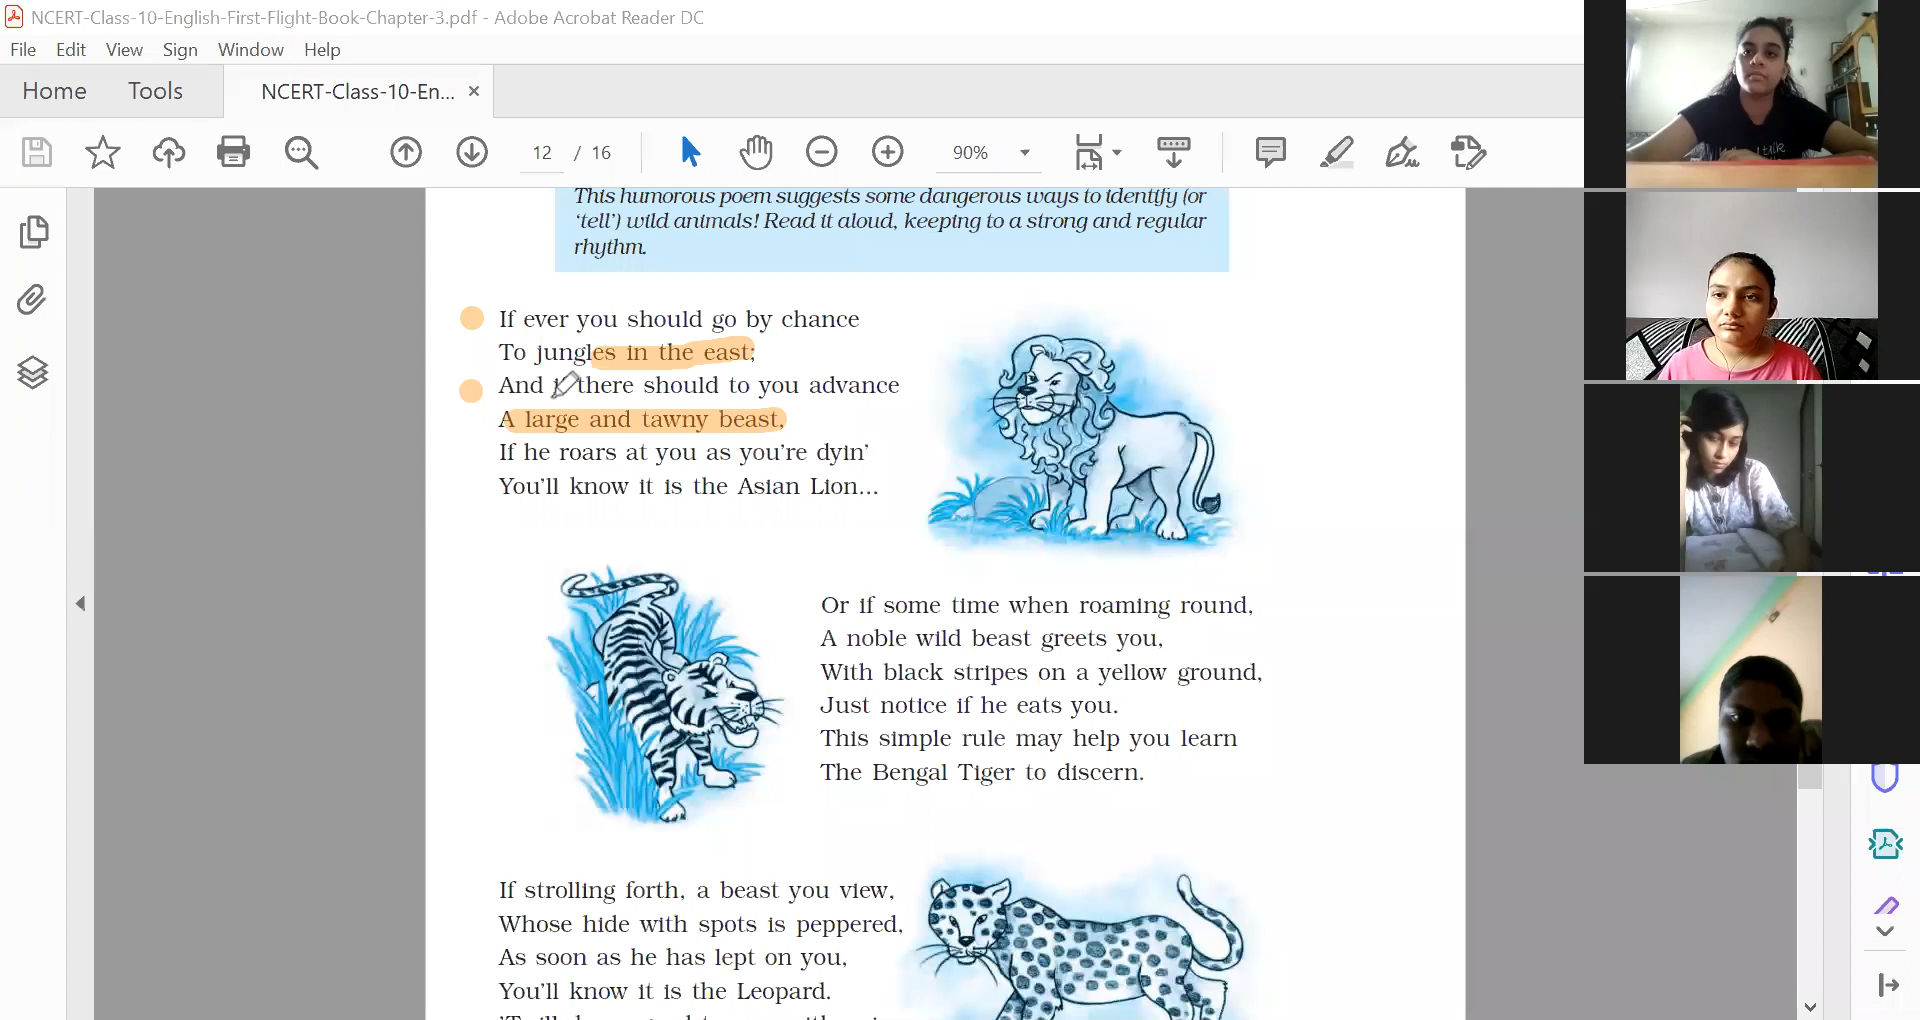 NCERT-Class-10-English-First-Flight-Book-Chapter-3.pdf - Adobe Acrobat Reader DC
File Edit View Sign Window Help
Home Tools NCERT-Class-10-En... ×
12 / 16 90%
This humorous poem suggests some dangerous ways to identify (or
‘tell’) wild animals! Read it aloud, keeping to a strong and regular
rhythm.
If ever you should go by chance
To jungles in the east;
And there should to you advance
A large and tawny beast,
If he roars at you as you’re dyin’
You’ll know it is the Asian Lion...
Or if some time when roaming round,
A noble wild beast greets you,
With black stripes on a yellow ground,
Just notice if he eats you.
This simple rule may help you learn
The Bengal Tiger to discern.
If strolling forth, a beast you view,
Whose hide with spots is peppered,
As soon as he has lept on you,
You’ll know it is the Leopard.